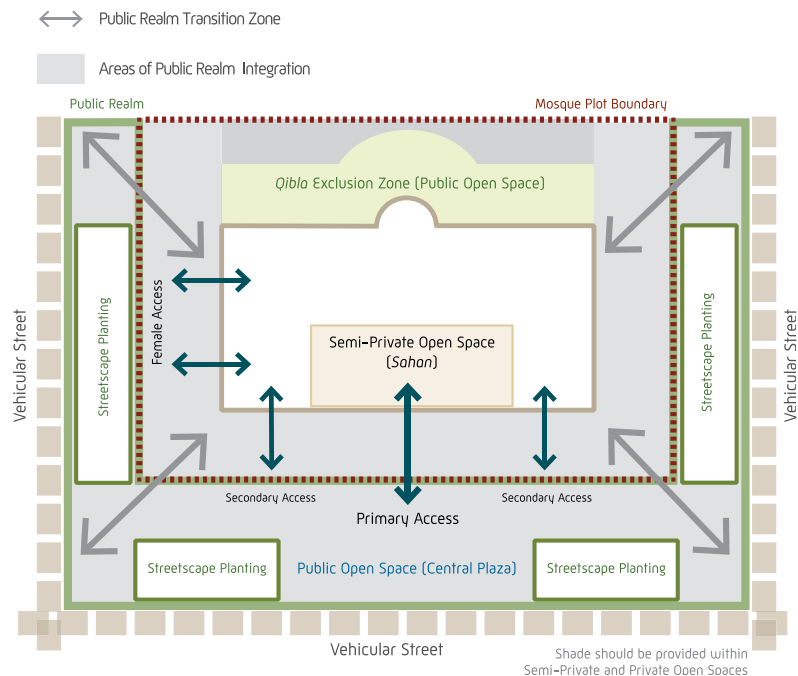 Public Realm Transition Zone
Areas of Public Realm Integration
Public Realm
Mosque Plot Boundary
Qibla Exclusion Zone (Public Open Space)
Vehicular Street
Streetscape Planting
Female Access
Semi-Private Open Space
(Sahan)
Streetscape Planting
Vehicular Street
Secondary Access
Secondary Access
Primary Access
Streetscape Planting
Public Open Space (Central Plaza)
Streetscape Planting
Vehicular Street
Shade should be provided within
Semi-Private and Private Open Spaces